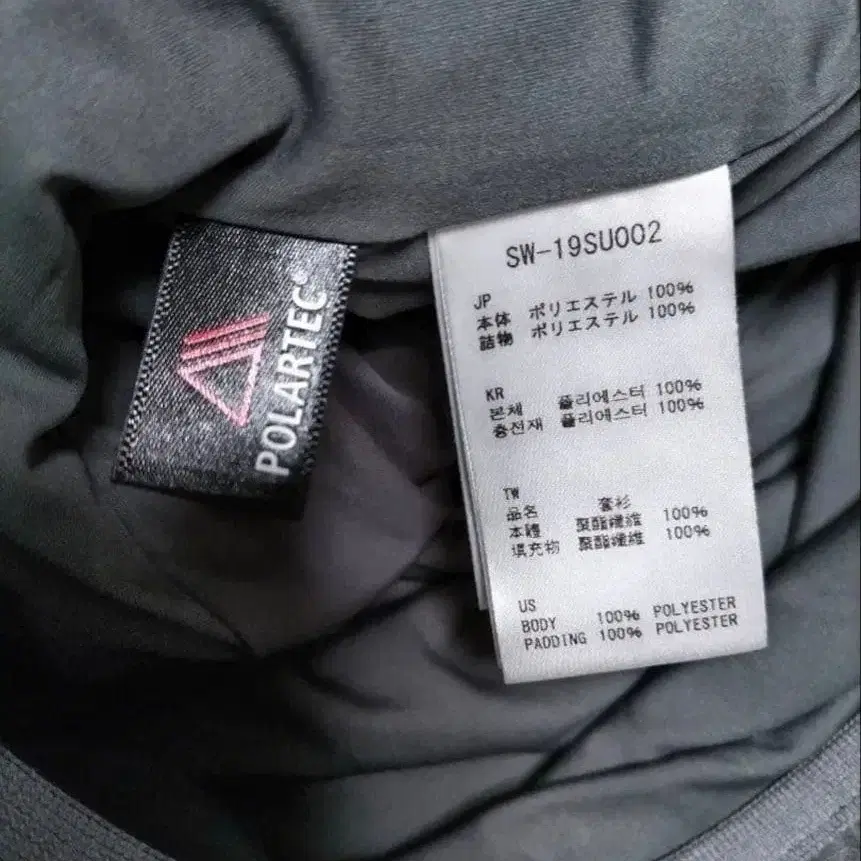 POLARTEC®
SW-19SU002
JP
本体 ポリエステル 100%
詰物 ポリエステル 100%
KR
본체 폴리에스터 100%
충전재 폴리에스터 100%
TW
品名 套衫
本體 聚酯纖維 100%
填充物 聚酯纖維 100%
US
BODY 100% POLYESTER
PADDING 100% POLYESTER